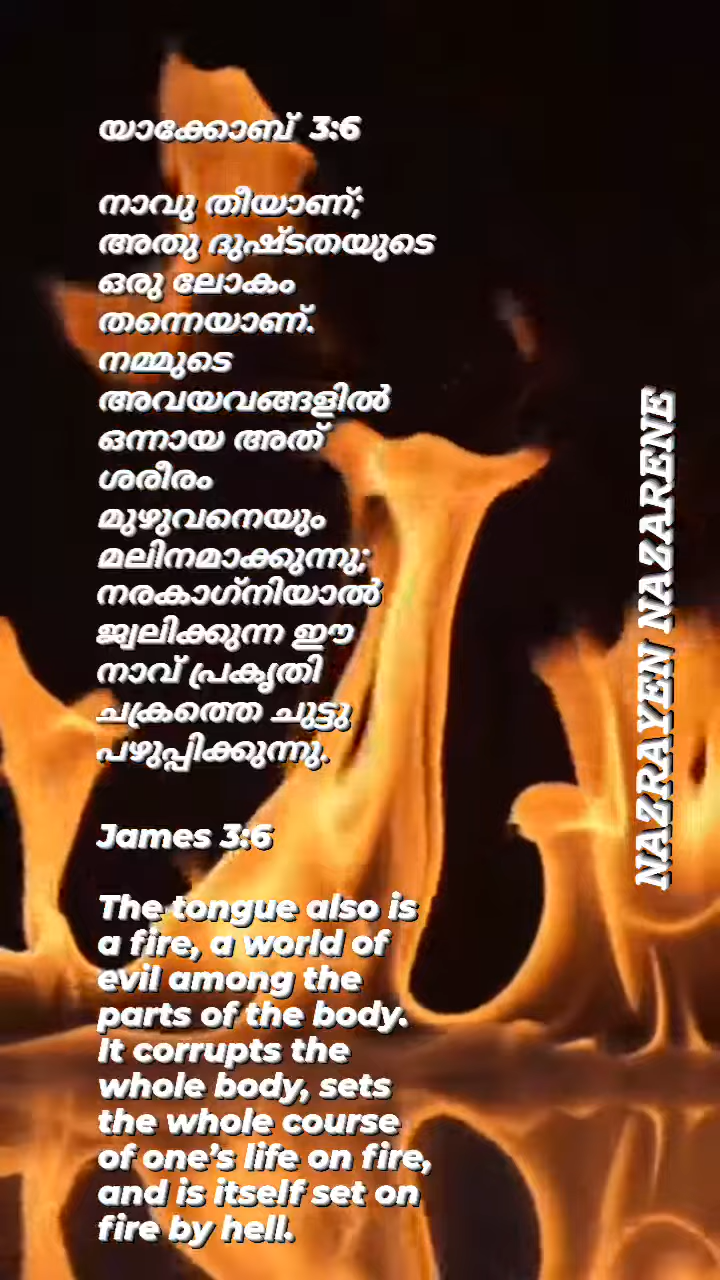 യാക്കോബ് 3:6
നാവു തീയാണ്;
അതു ദുഷ്ടതയുടെ
ഒരു ലോകം
തന്നെയാണ്.
നമ്മുടെ
അവയവങ്ങളിൽ
ഒന്നായ അത്
ശരീരം
മുഴുവനെയും
മലിനമാക്കുന്നു;
നരകാഗ്നിയാൽ
ജ്വലിക്കുന്ന ഈ
നാവ് പ്രകൃതി
ചക്രത്തെ ചുട്ടു
പഴുപ്പിക്കുന്നു.
James 3:6
The tongue also is
a fire, a world of
evil among the
parts of the body.
It corrupts the
whole body, sets
the whole course
of one’s life on fire,
and is itself set on
fire by hell.
NAZRAYEN NAZARENE